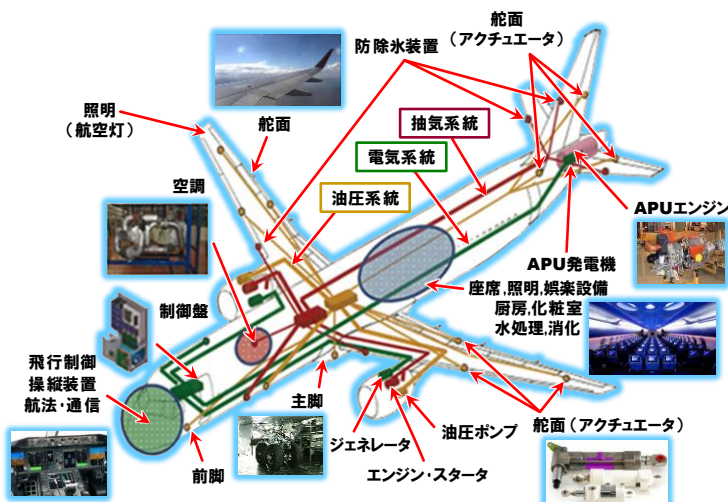 舵面
（アクチュエータ）
防除氷装置
照明
（航空灯）
舵面
抽気系統
電気系統
油圧系統
空調
APUエンジン
APU発電機
座席,照明,娯楽設備
厨房,化粧室
水処理,消化
制御盤
飛行制御
操縦装置
航法・通信
主脚
前脚
ジェネレータ
油圧ポンプ
エンジン・スタータ
舵面（アクチュエータ）